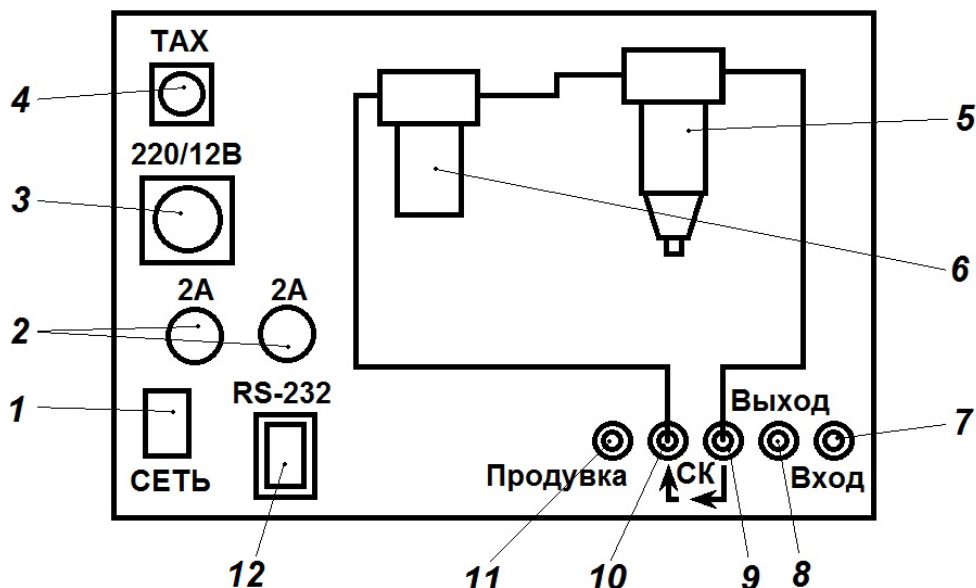 ТАХ
4
220/12В
3
2А 2А
2
RS-232
1
СЕТЬ
12
5
6
Выход
7
Продувка СК Вход
11 10 9 8